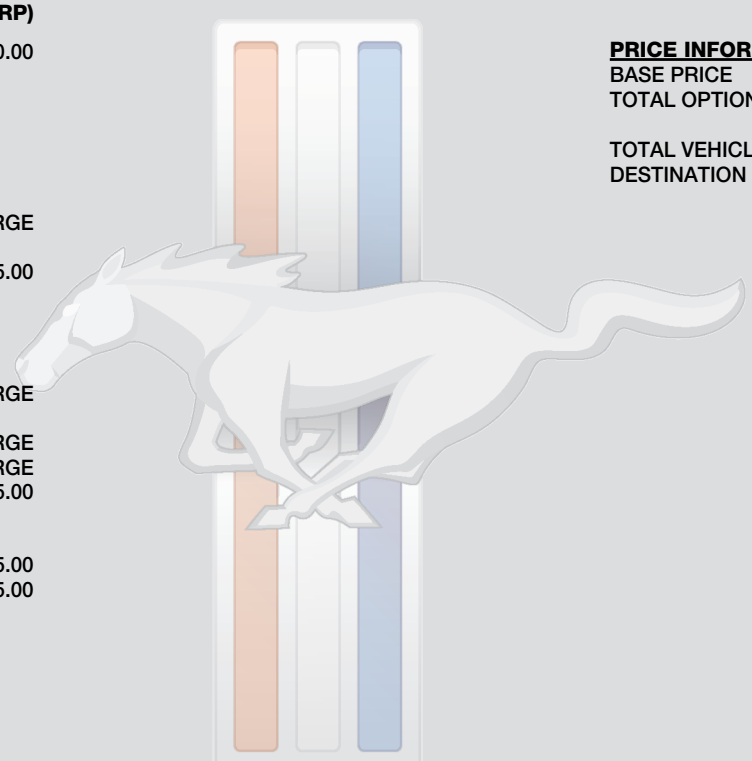 RP)
0.00
RGE
5.00
RGE
RGE
RGE
5.00
5.00
5.00
PRICE INFOR
BASE PRICE
TOTAL OPTION
TOTAL VEHICL
DESTINATION